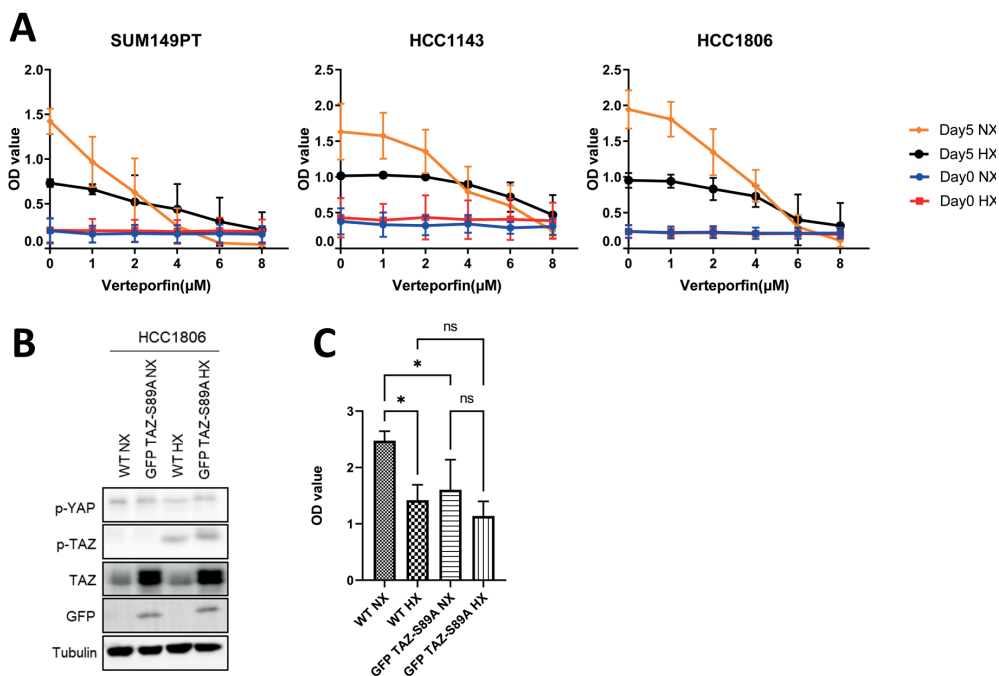 A
SUM149PT
HCC1143
HCC1806
2.0
1.5
1.0
0.5
0.0
OD value
0 1 2 4 6 8
Verteporfin(µM)
2.5
2.0
1.5
1.0
0.5
0.0
OD value
0 1 2 4 6 8
Verteporfin(µM)
2.5
2.0
1.5
1.0
0.5
0.0
OD value
0 1 2 4 6 8
Verteporfin(µM)
Day5 NX
Day5 HX
Day0 NX
Day0 HX
B
HCC1806
WT NX
GFP TAZ-S89A NX
WT HX
GFP TAZ-S89A HX
p-YAP
p-TAZ
TAZ
GFP
Tubulin
C
ns
*
ns
*
3
2
1
0
OD value
WT NX
WT HX
GFP TAZ-S89A NX
GFP TAZ-S89A HX